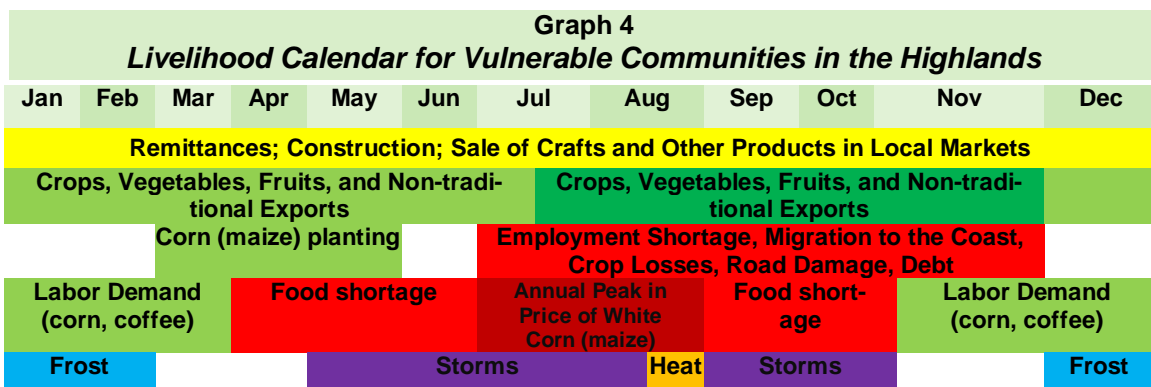 Graph 4
Livelihood Calendar for Vulnerable Communities in the Highlands
Jan Feb Mar Apr May Jun Jul Aug Sep Oct Nov Dec
Remittances; Construction; Sale of Crafts and Other Products in Local Markets
Crops, Vegetables, Fruits, and Non-tradi-
tional Exports
Crops, Vegetables, Fruits, and Non-tradi-
tional Exports
Corn (maize) planting
Employment Shortage, Migration to the Coast,
Crop Losses, Road Damage, Debt
Labor Demand
(corn, coffee)
Food shortage
Annual Peak in
Price of White
Corn (maize)
Food short-
age
Labor Demand
(corn, coffee)
Frost Storms Heat Storms Frost